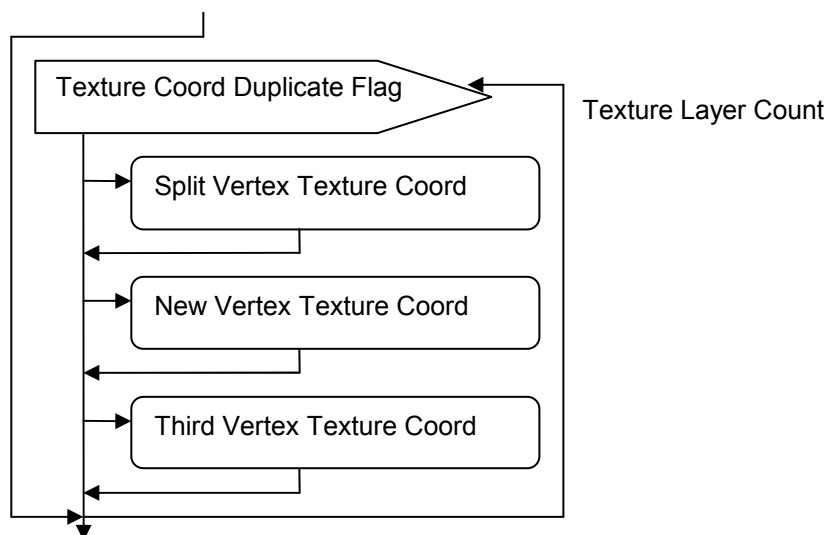 Texture Coord Duplicate Flag
Texture Layer Count
Split Vertex Texture Coord
New Vertex Texture Coord
Third Vertex Texture Coord